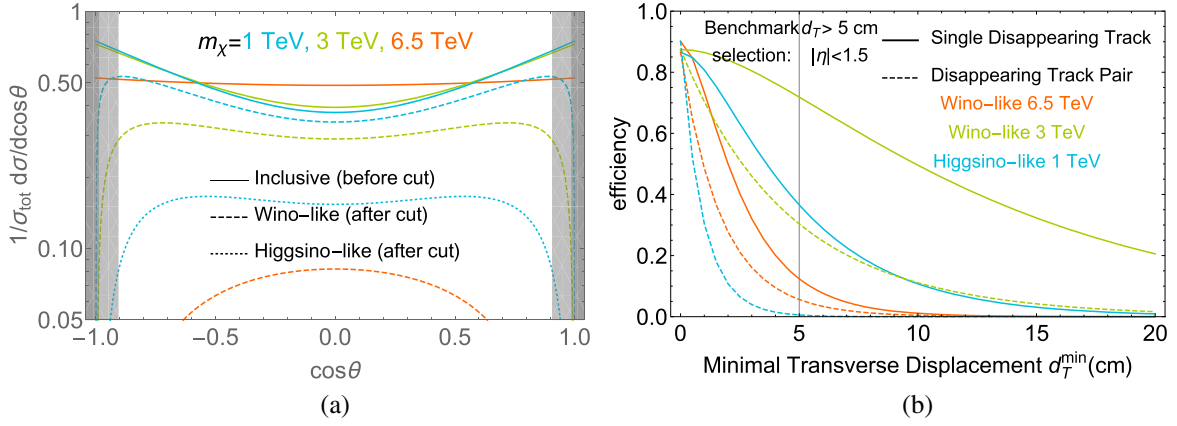 1
0.50
0.10
0.05
1/σtot dσ/dcosθ
mχ=1 TeV, 3 TeV, 6.5 TeV
Inclusive (before cut)
Wino-like (after cut)
Higgsino-like (after cut)
-1.0 -0.5 0.0 0.5 1.0
cosθ
(a)
1.0
0.8
0.6
0.4
0.2
0.0
efficiency
Benchmark dT> 5 cm
selection: |η|<1.5
Single Disappearing Track
Disappearing Track Pair
Wino-like 6.5 TeV
Wino-like 3 TeV
Higgsino-like 1 TeV
0 5 10 15 20
Minimal Transverse Displacement dTmin(cm)
(b)